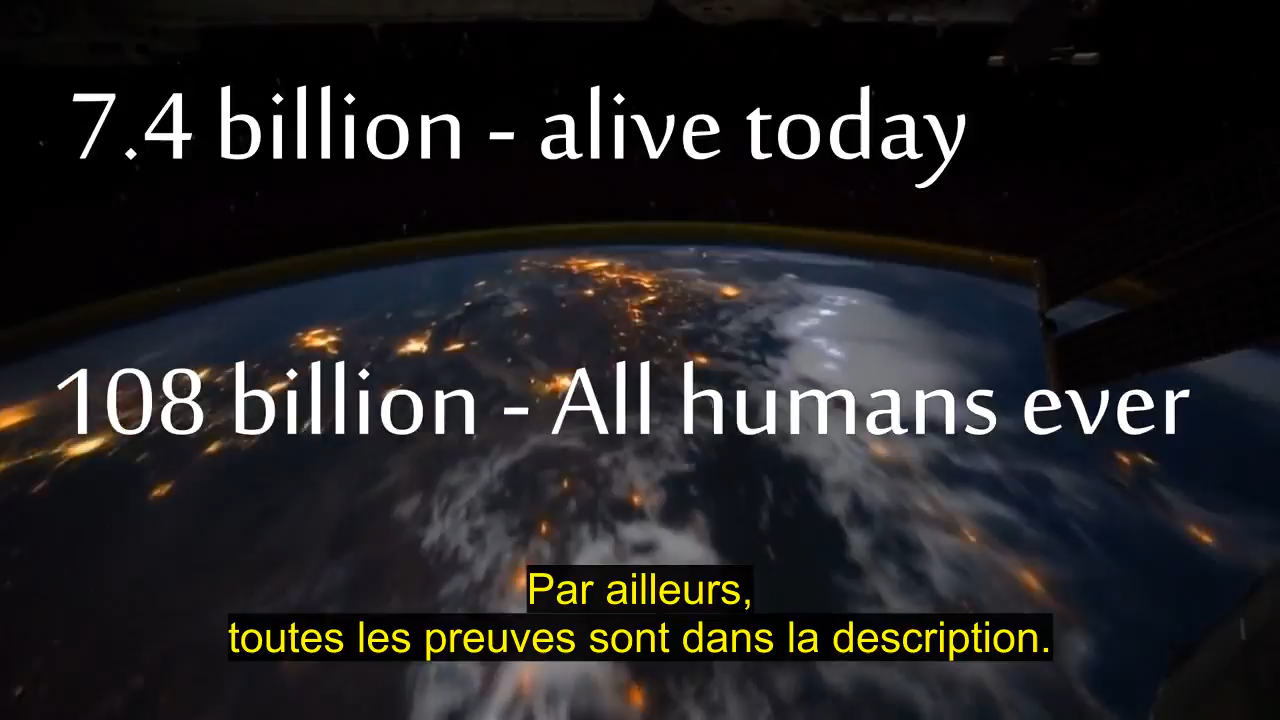 7.4 billion - alive today
108 billion - All humans ever
Par ailleurs,
toutes les preuves sont dans la description.